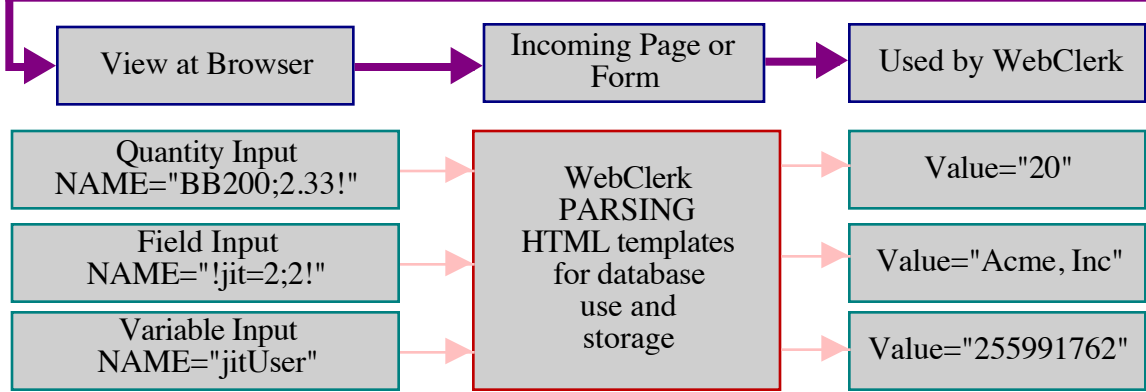 View at Browser
Incoming Page or
Form
Used by WebClerk
Quantity Input
NAME="BB200;2.33!"
WebClerk
PARSING
HTML templates
for database
use and
storage
Value="20"
Field Input
NAME="!jit=2;2!"
Value="Acme, Inc"
Variable Input
NAME="jitUser"
Value="255991762"